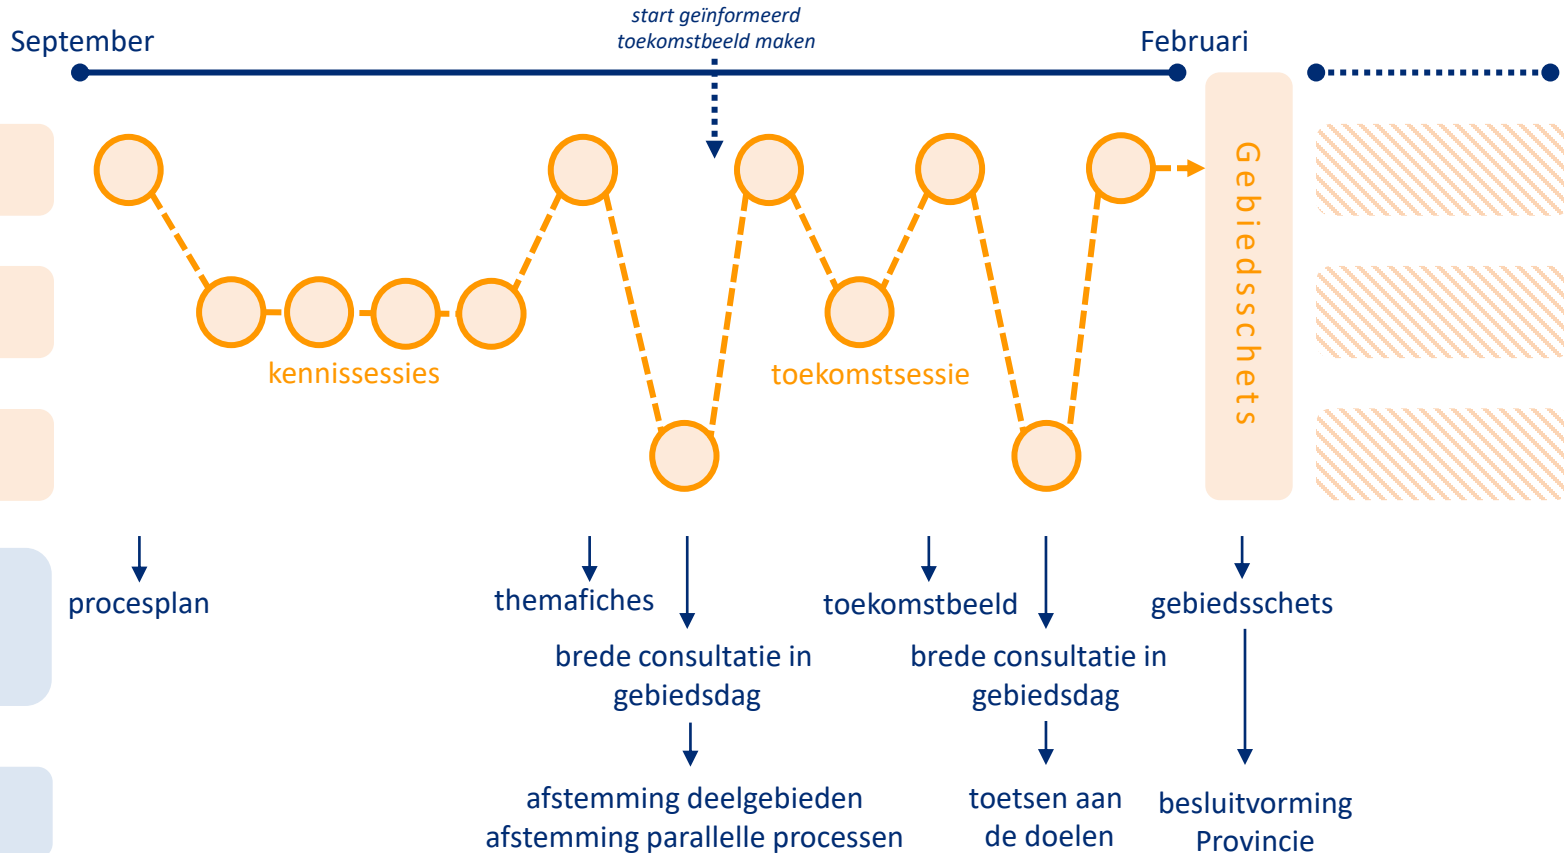 start geïnformeerd
toekomstbeeld maken
September
Februari
Gebiedsschets
kennissessies
toekomstsessie
procesplan
themafiches
toekomstbeeld
gebiedsschets
brede consultatie in
gebiedsdag
brede consultatie in
gebiedsdag
afstemming deelgebieden
afstemming parallelle processen
toetsen aan
de doelen
besluitvorming
Provincie